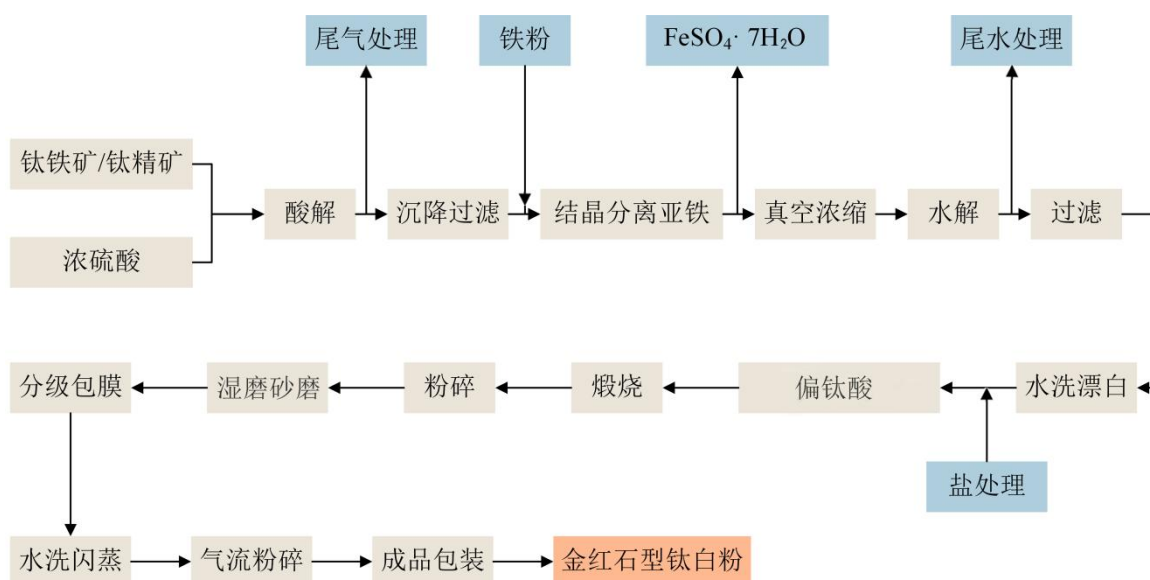 尾气处理
铁粉
FeSO₄· 7H₂O
尾水处理
钛铁矿/钛精矿
浓硫酸
酸解
沉降过滤
结晶分离亚铁
真空浓缩
水解
过滤
水洗漂白
盐处理
偏钛酸
煅烧
粉碎
湿磨砂磨
分级包膜
水洗闪蒸
气流粉碎
成品包装
金红石型钛白粉